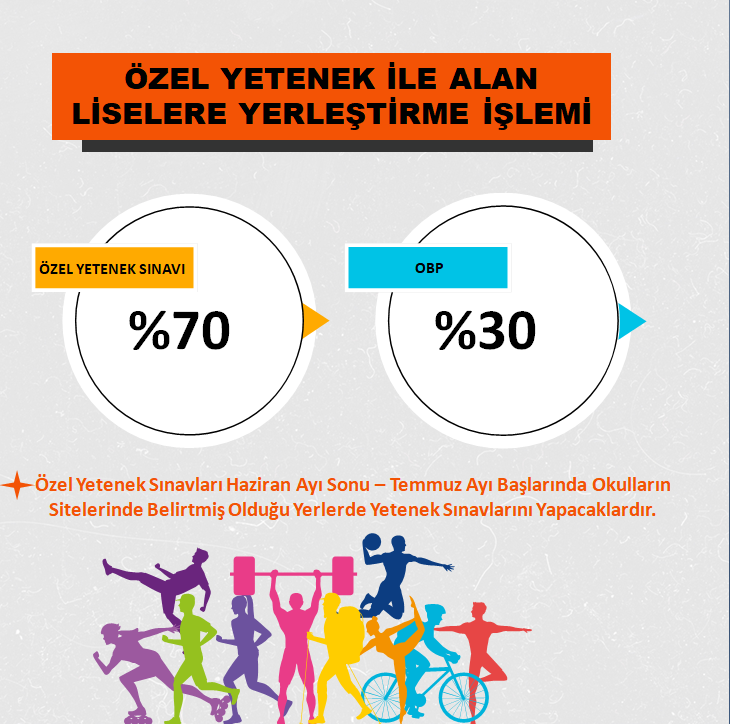 ÖZEL YETENEK İLE ALAN
LİSELERE YERLEŞTİRME İŞLEMİ
ÖZEL YETENEK SINAVI
%70
OBP
%30
Özel Yetenek Sınavları Haziran Ayı Sonu – Temmuz Ayı Başlarında Okulların
Sitelerinde Belirtmiş Olduğu Yerlerde Yetenek Sınavlarını Yapacaklardır.